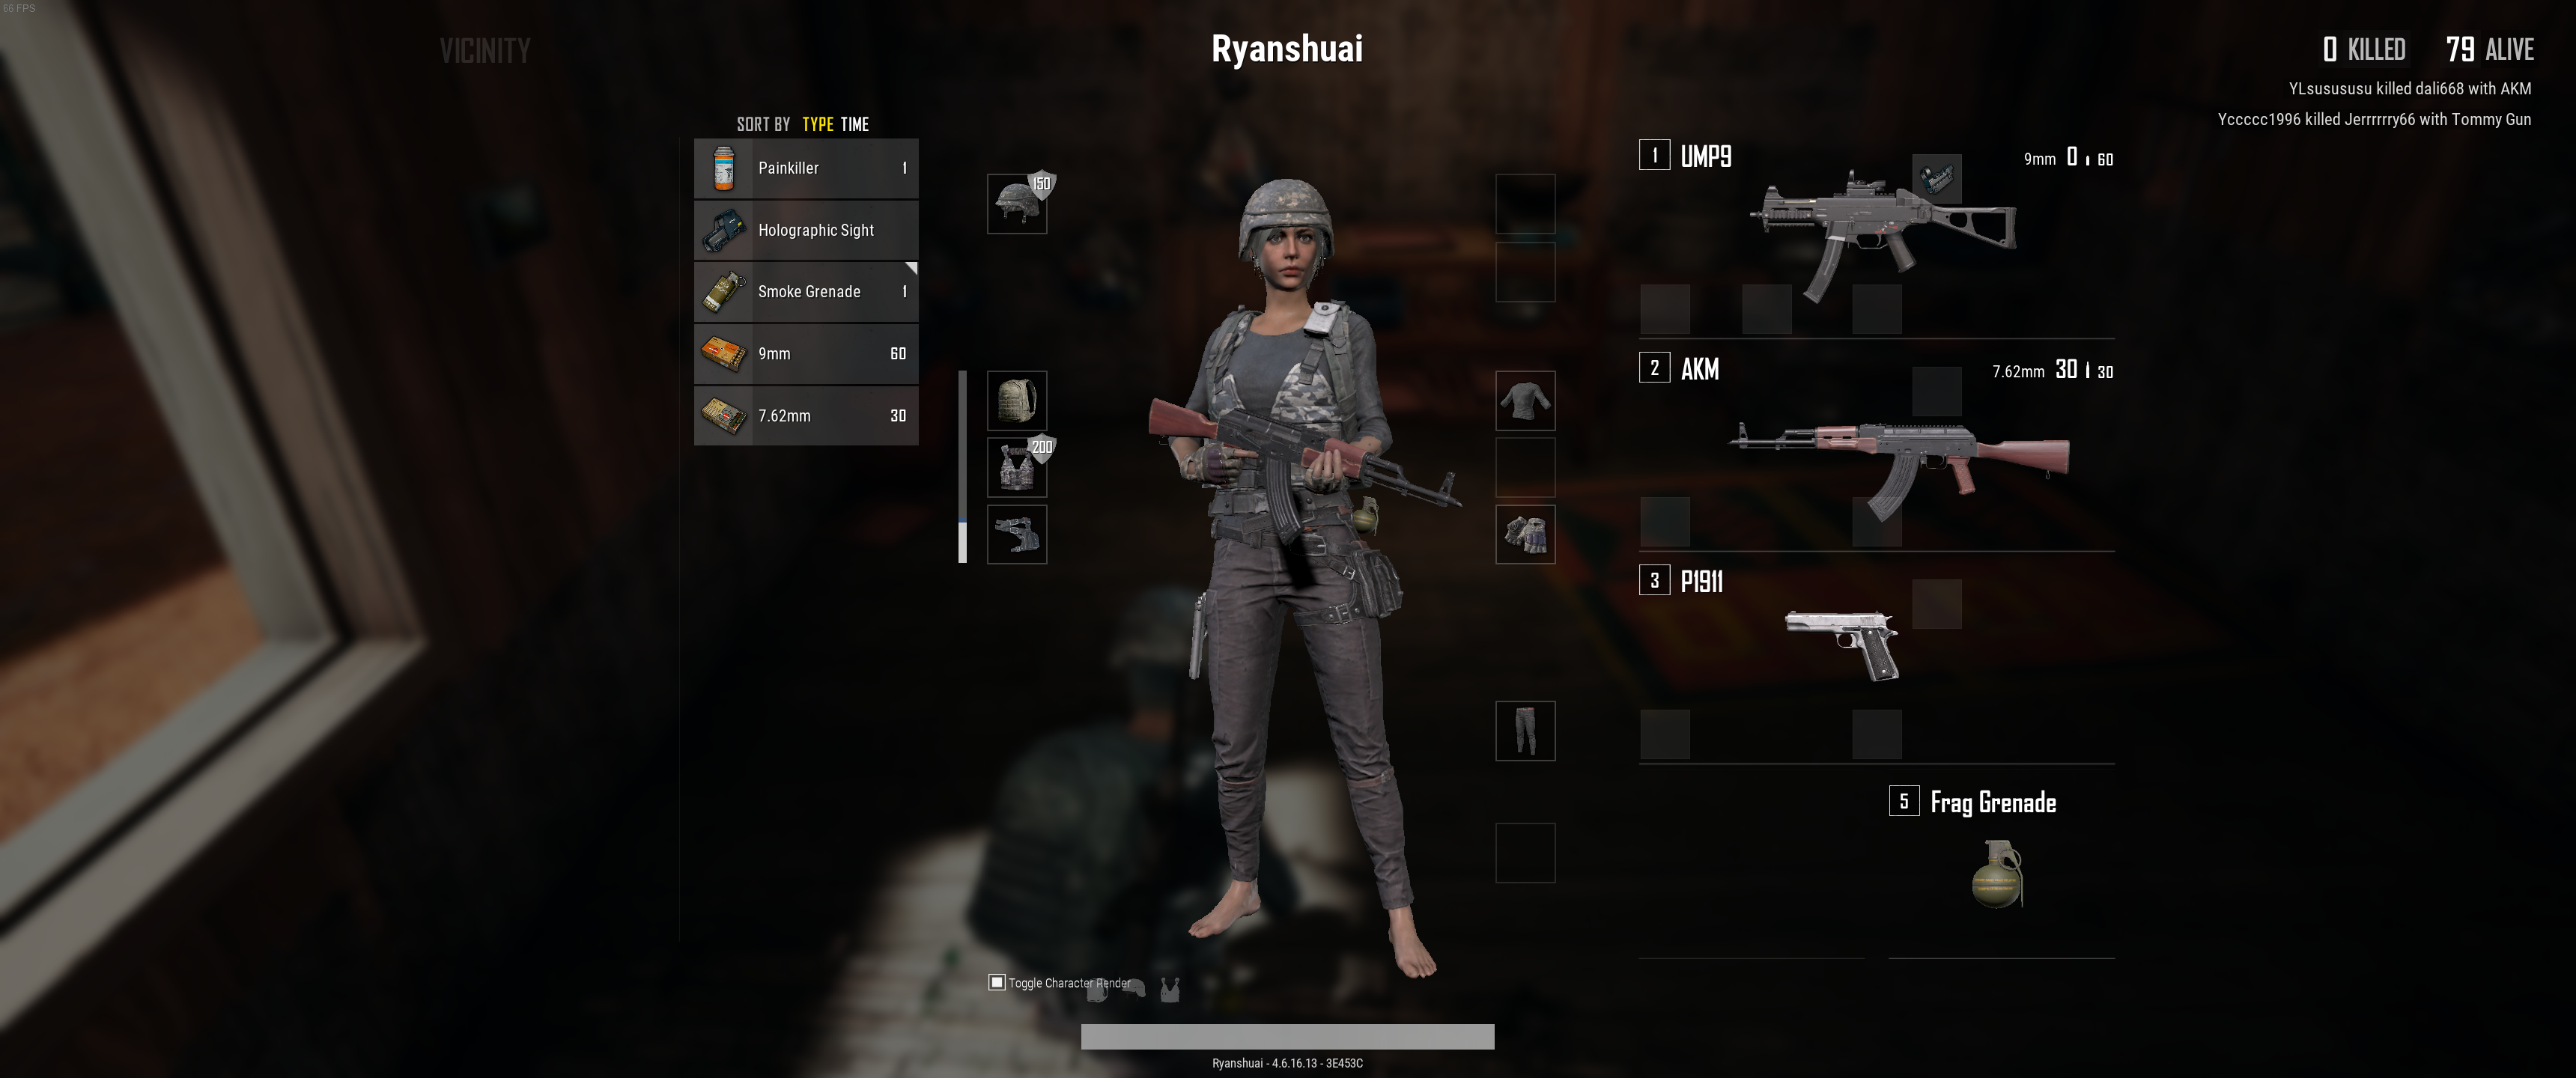 66 FPS
VICINITY
Ryanshuai
0 KILLED 79 ALIVE
YLsusususu killed dali668 with AKM
Yccccc1996 killed Jerrrrrry66 with Tommy Gun
SORT BY TYPE TIME
Painkiller 1
Holographic Sight
Smoke Grenade 1
9mm 60
7.62mm 30
150
200
1 UMP9 9mm 0 60
2 AKM 7.62mm 30 30
3 P1911
5 Frag Grenade
Toggle Character Render
Ryanshuai - 4.6.16.13 - 3E453C